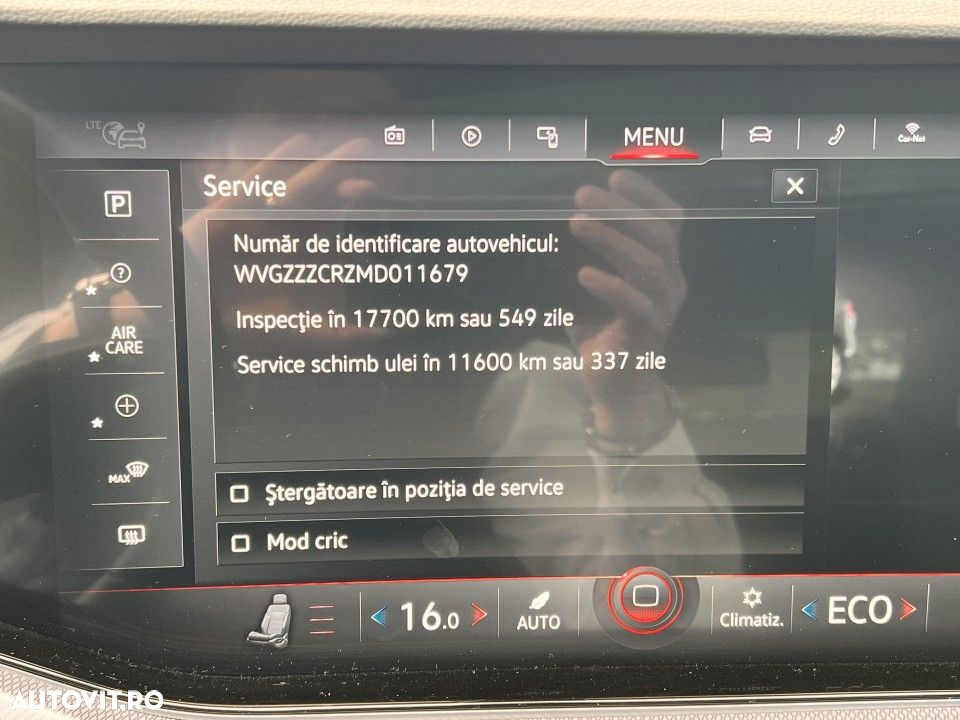 LTE
MENU
Car-Net
Service
P
Număr de identificare autovehicul:
WVGZZZCRZMD011679
Inspecţie în 17700 km sau 549 zile
Service schimb ulei în 11600 km sau 337 zile
AIR
CARE
MAX
Ştergătoare în poziţia de service
Mod cric
16.0
AUTO
Climatiz.
ECO
AUTOVIT.RO